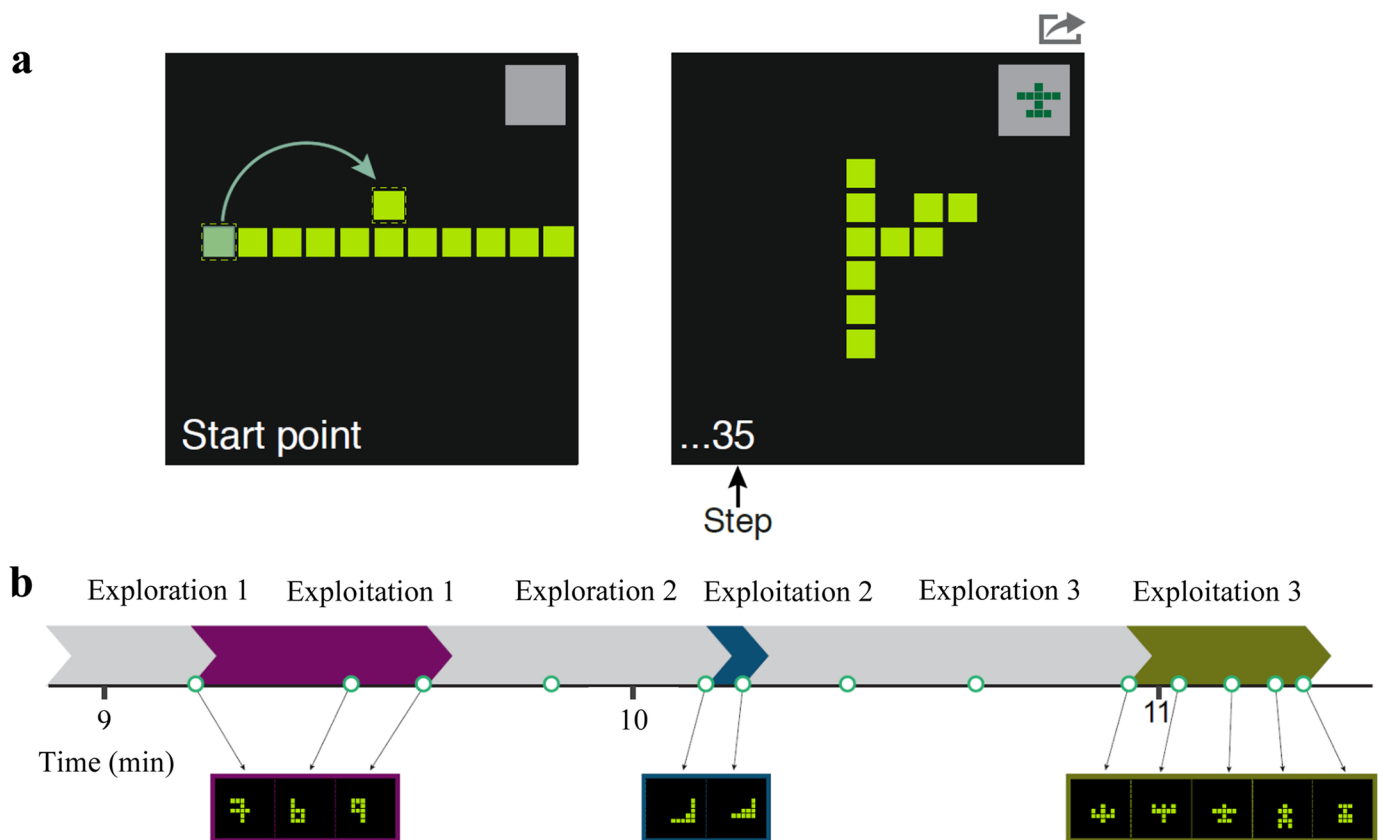 a
Start point
...35
Step
b
Exploration 1 Exploitation 1 Exploration 2 Exploitation 2 Exploration 3 Exploitation 3
9 10 11
Time (min)